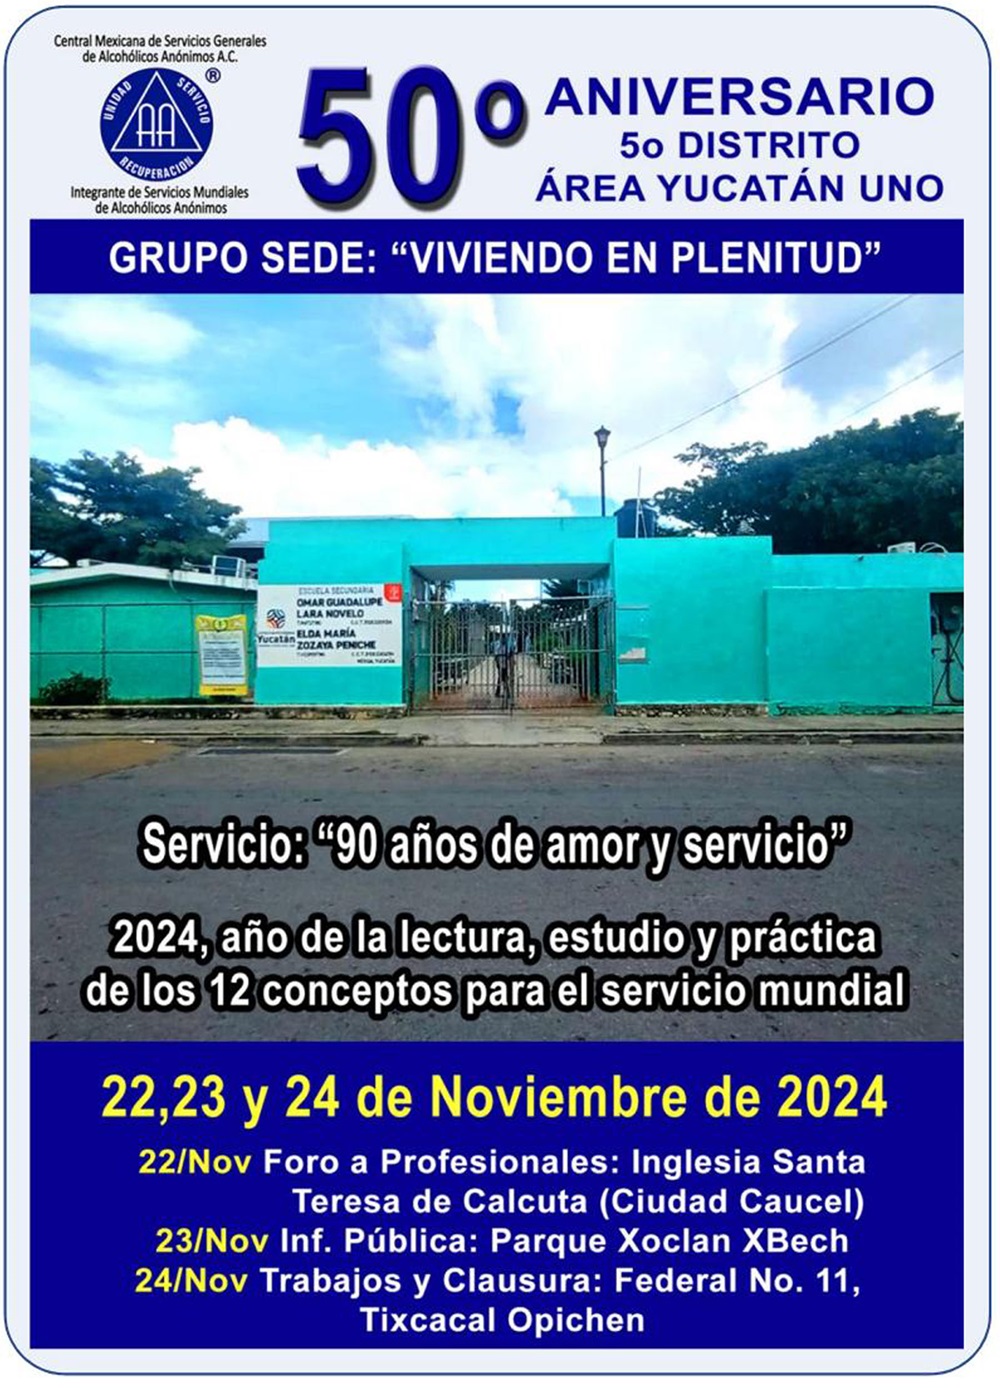 Central Mexicana de Servicios Generales
de Alcohólicos Anónimos A.C.
®
UNIDAD
SERVICIO
AA
RECUPERACION
Integrante de Servicios Mundiales
de Alcohólicos Anónimos
50º
ANIVERSARIO
5o DISTRITO
ÁREA YUCATÁN UNO
GRUPO SEDE: “VIVIENDO EN PLENITUD”
ESCUELA SECUNDARIA
OMAR GUADALUPE
LARA NOVELO
Yucatán
ELDA MARÍA
ZOZAYA PENICHE
Servicio: “90 años de amor y servicio”
2024, año de la lectura, estudio y práctica
de los 12 conceptos para el servicio mundial
22,23 y 24 de Noviembre de 2024
22/Nov Foro a Profesionales: Inglesia Santa
Teresa de Calcuta (Ciudad Caucel)
23/Nov Inf. Pública: Parque Xoclan XBech
24/Nov Trabajos y Clausura: Federal No. 11,
Tixcacal Opichen